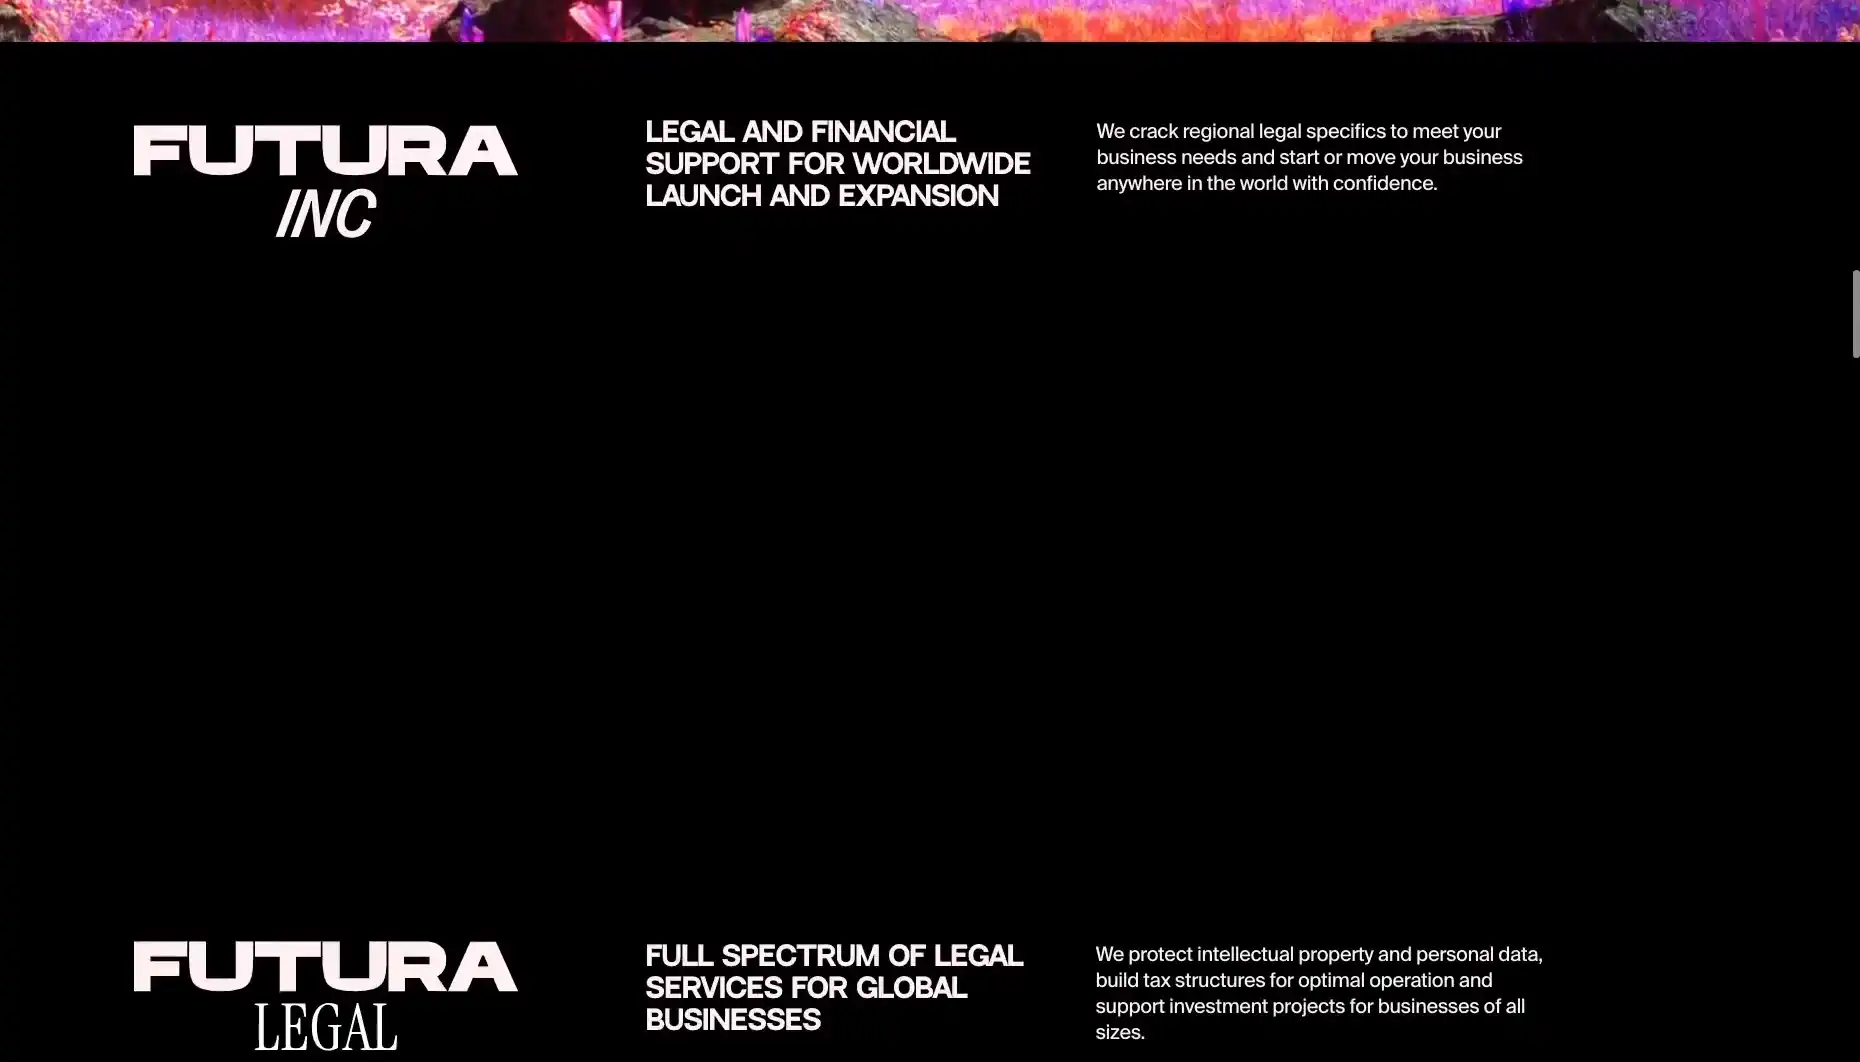 FUTURA
INC
LEGAL AND FINANCIAL
SUPPORT FOR WORLDWIDE
LAUNCH AND EXPANSION
We crack regional legal specifics to meet your
business needs and start or move your business
anywhere in the world with confidence.
FUTURA
LEGAL
FULL SPECTRUM OF LEGAL
SERVICES FOR GLOBAL
BUSINESSES
We protect intellectual property and personal data,
build tax structures for optimal operation and
support investment projects for businesses of all
sizes.